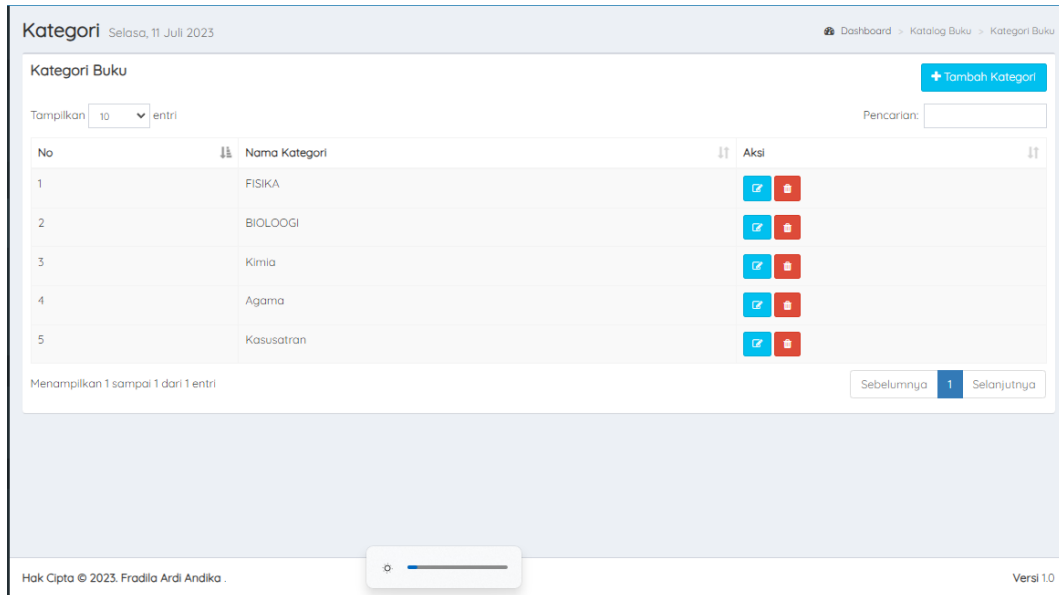 Kategori Selasa, 11 Juli 2023
Dashboard > Katalog Buku > Kategori Buku
Kategori Buku
+ Tambah Kategori
Tampilkan 10 entri
Pencarian:
No Nama Kategori Aksi
1 FISIKA
2 BIOLOOGI
3 Kimia
4 Agama
5 Kasusatran
Menampilkan 1 sampai 1 dari 1 entri
Sebelumnya 1 Selanjutnya
Hak Cipta © 2023. Fradila Ardi Andika .
Versi 1.0